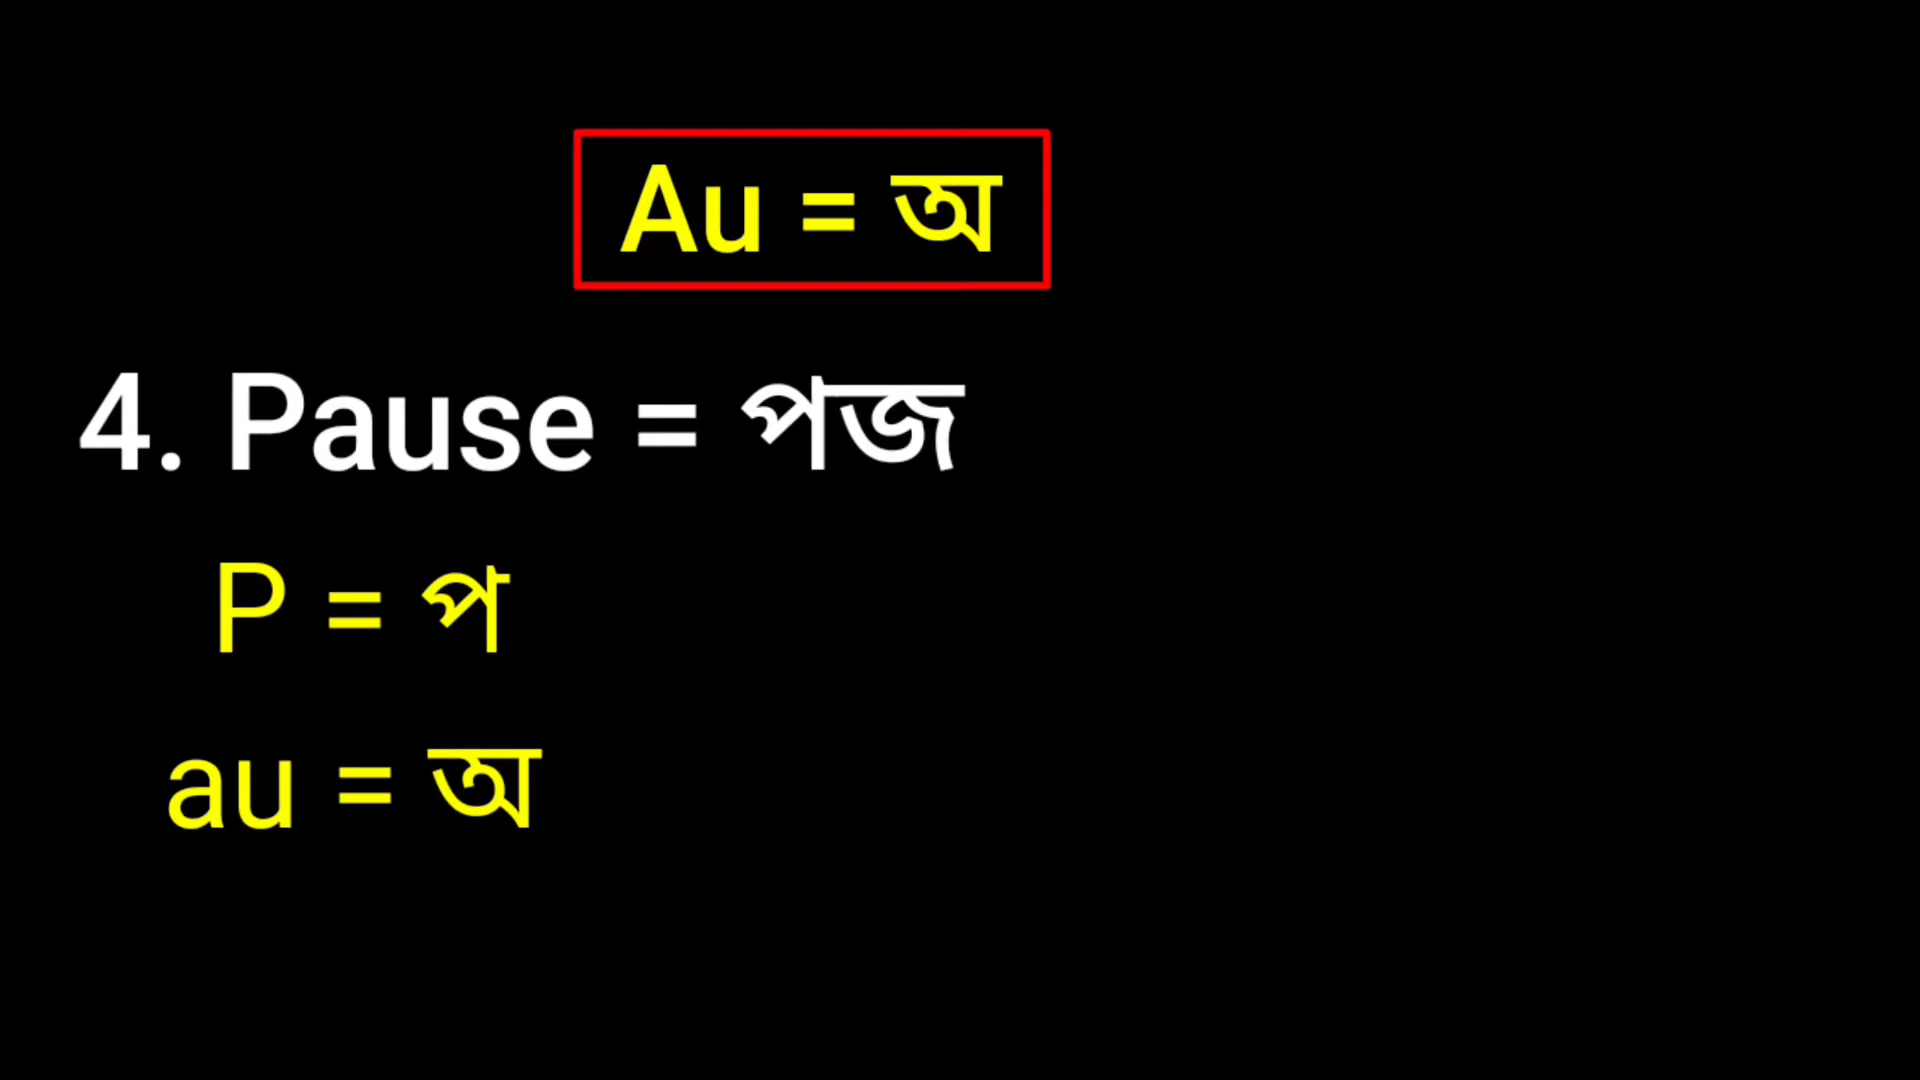 Au = অ
4. Pause = পজ
P = প
au = অ